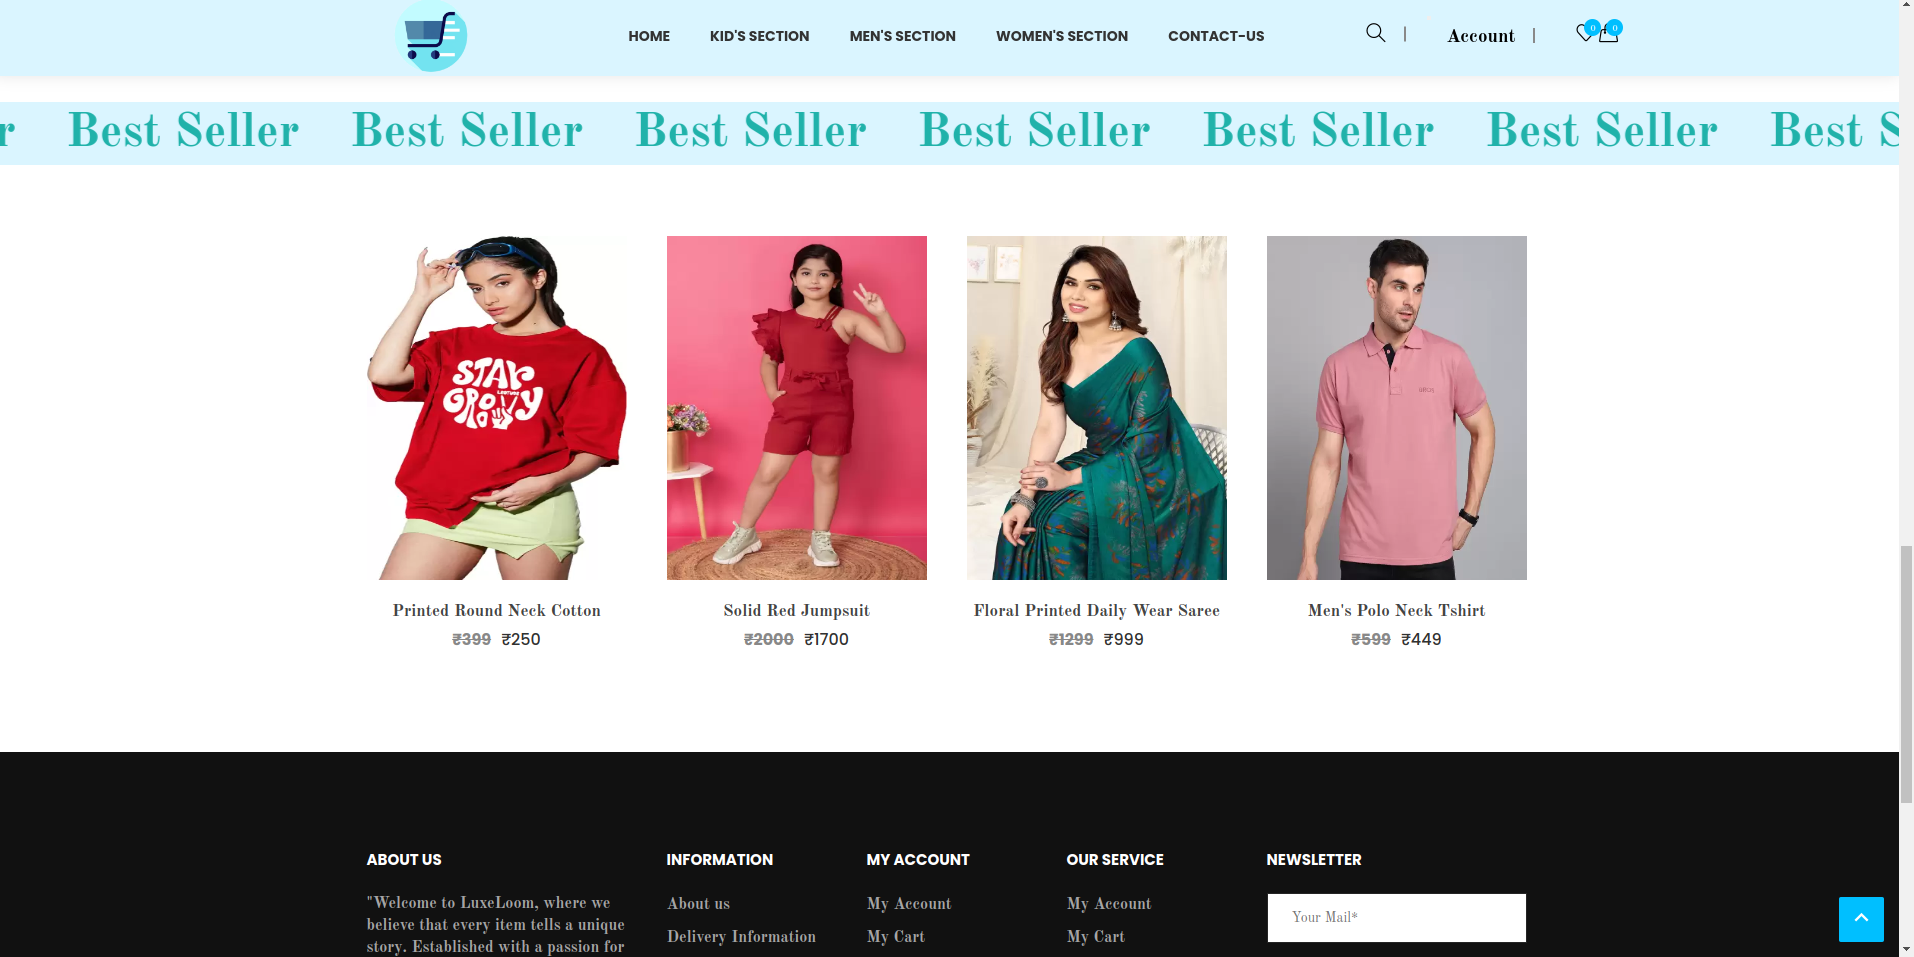 HOME KID'S SECTION MEN'S SECTION WOMEN'S SECTION CONTACT-US | Account | 0 0
r Best Seller Best Seller Best Seller Best Seller Best Seller Best Seller Best S
STAY
GROOVY
Printed Round Neck Cotton
₹399 ₹250
Solid Red Jumpsuit
₹2000 ₹1700
Floral Printed Daily Wear Saree
₹1299 ₹999
Men's Polo Neck Tshirt
₹599 ₹449
ABOUT US
"Welcome to LuxeLoom, where we
believe that every item tells a unique
story. Established with a passion for
INFORMATION
About us
Delivery Information
MY ACCOUNT
My Account
My Cart
OUR SERVICE
My Account
My Cart
NEWSLETTER
Your Mail*